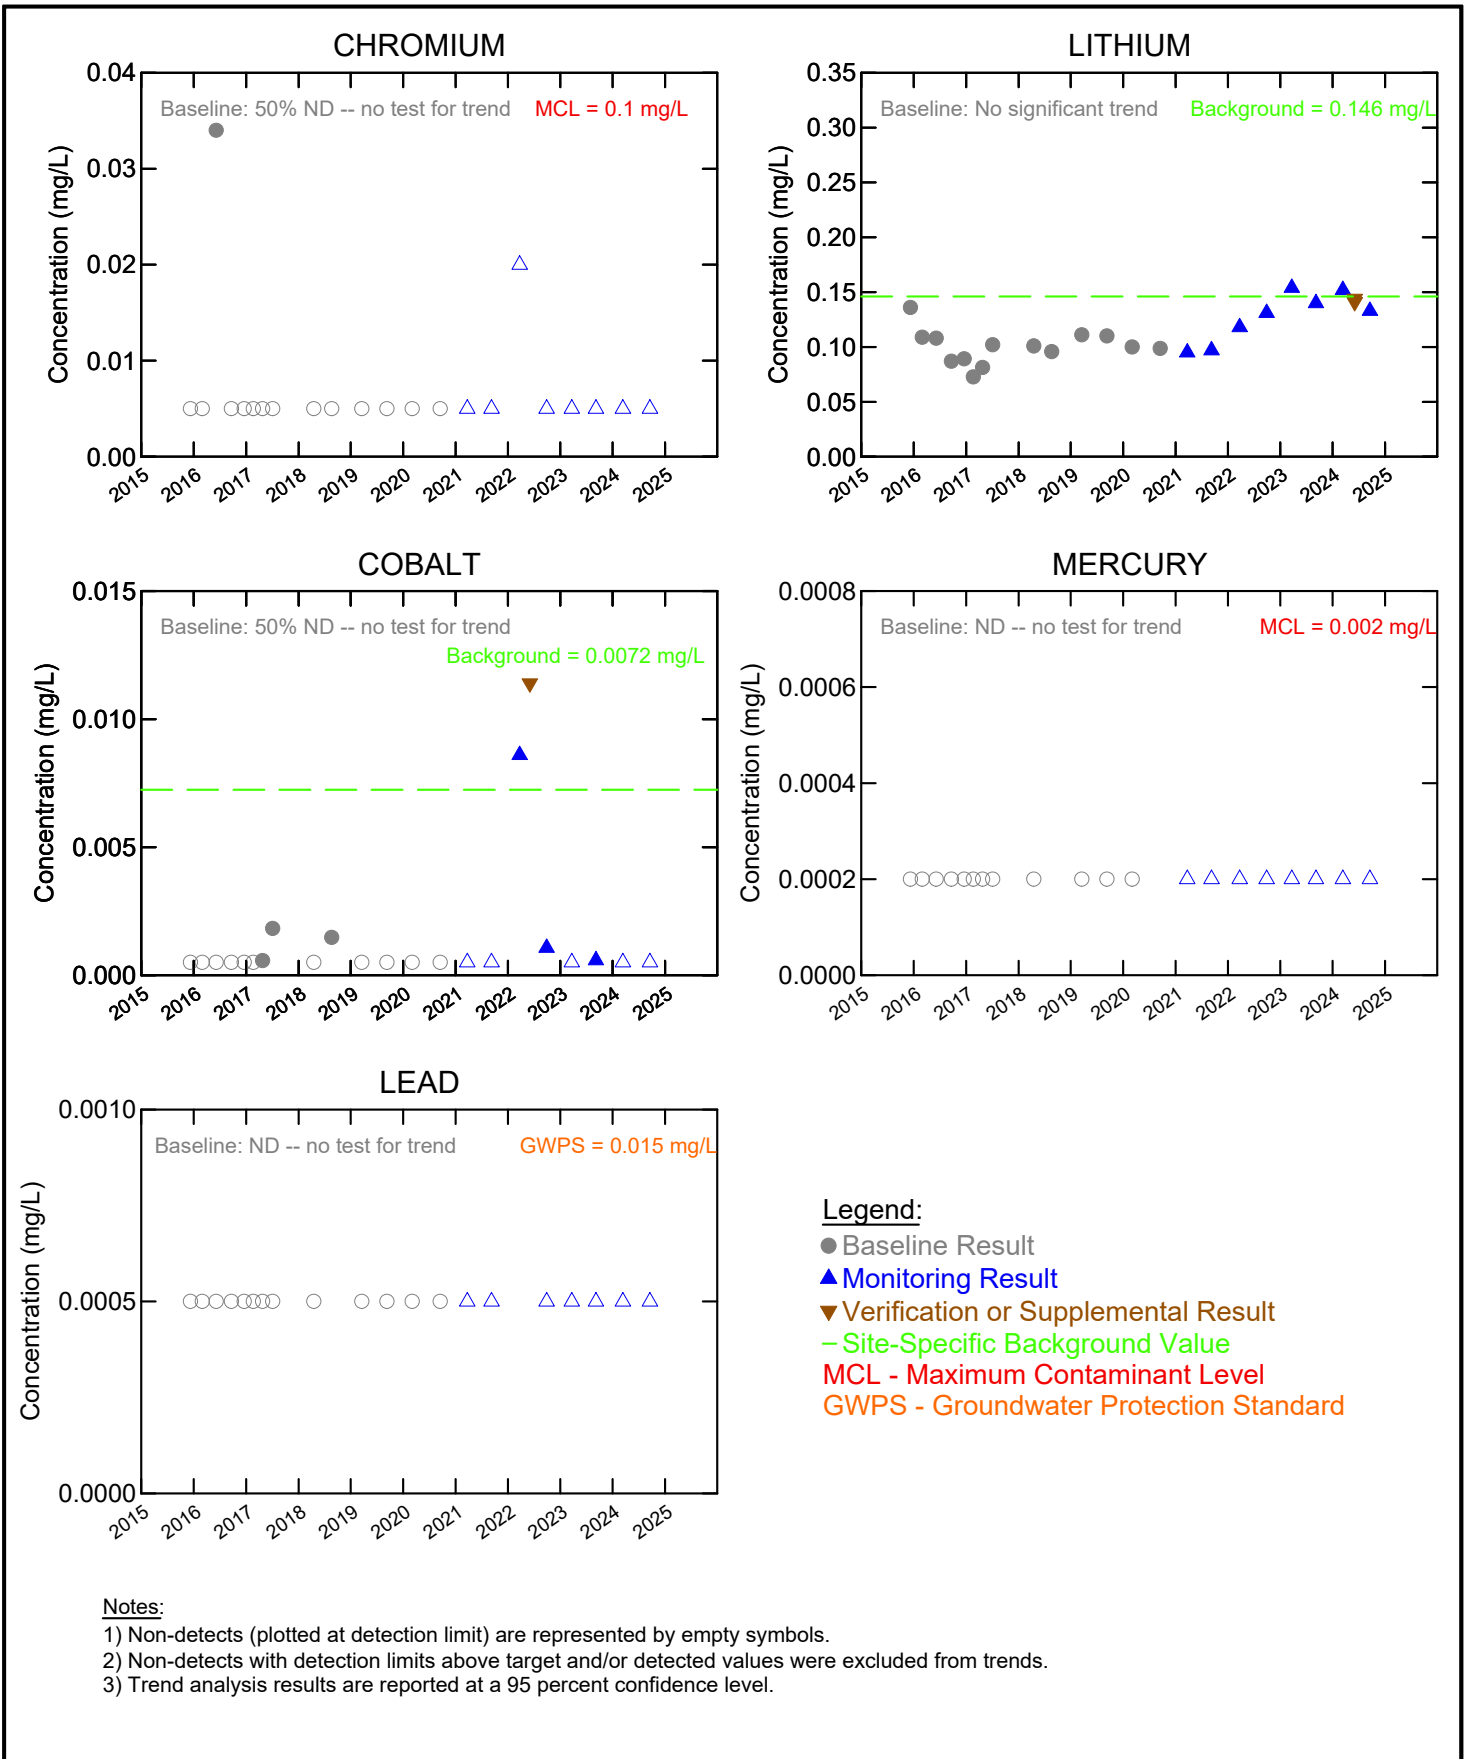 CHROMIUM
0.04
0.03
0.02
0.01
0.00
Concentration (mg/L)
Baseline: 50% ND -- no test for trend
MCL = 0.1 mg/L
2015 2016 2017 2018 2019 2020 2021 2022 2023 2024 2025
LITHIUM
0.35
0.30
0.25
0.20
0.15
0.10
0.05
0.00
Concentration (mg/L)
Baseline: No significant trend
Background = 0.146 mg/L
2015 2016 2017 2018 2019 2020 2021 2022 2023 2024 2025
COBALT
0.015
0.010
0.005
0.000
Concentration (mg/L)
Baseline: 50% ND -- no test for trend
Background = 0.0072 mg/L
2015 2016 2017 2018 2019 2020 2021 2022 2023 2024 2025
MERCURY
0.0008
0.0006
0.0004
0.0002
0.0000
Concentration (mg/L)
Baseline: ND -- no test for trend
MCL = 0.002 mg/L
2015 2016 2017 2018 2019 2020 2021 2022 2023 2024 2025
LEAD
0.0010
0.0005
0.0000
Concentration (mg/L)
Baseline: ND -- no test for trend
GWPS = 0.015 mg/L
2015 2016 2017 2018 2019 2020 2021 2022 2023 2024 2025
Legend:
Baseline Result
Monitoring Result
Verification or Supplemental Result
Site-Specific Background Value
MCL - Maximum Contaminant Level
GWPS - Groundwater Protection Standard
Notes:
1) Non-detects (plotted at detection limit) are represented by empty symbols.
2) Non-detects with detection limits above target and/or detected values were excluded from trends.
3) Trend analysis results are reported at a 95 percent confidence level.